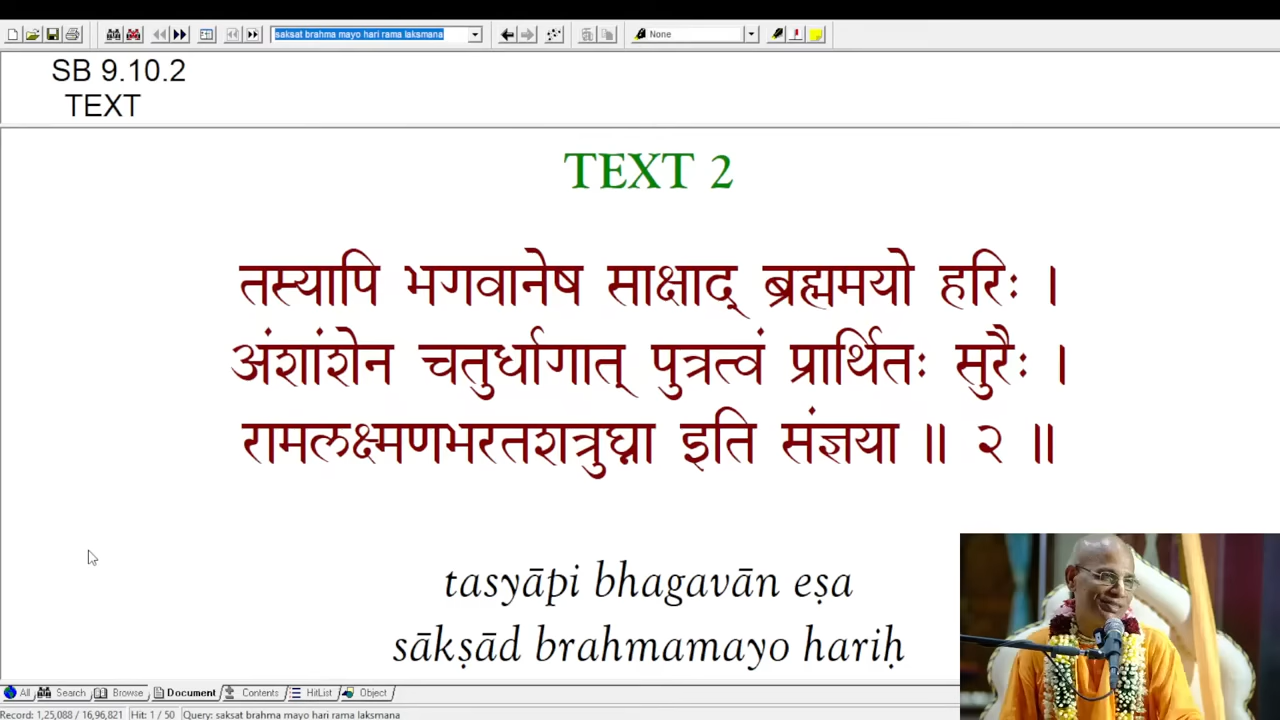 saksat brahma mayo hari rama laksmana
None
SB 9.10.2
TEXT
TEXT 2
तस्यापि भगवानेष साक्षाद् ब्रह्ममयो हरिः ।
अंशांशेन चतुर्धागात् पुत्रत्वं प्रार्थितः सुरैः ।
रामलक्ष्मणभरतशत्रुघ्ना इति संज्ञया ॥ २ ॥
tasyāpi bhagavān eṣa
sākṣād brahmamayo hariḥ
All Search Browse Document Contents HitList Object
Record: 1,25,088 / 16,96,821 Hit: 1 / 50 Query: saksat brahma mayo hari rama laksmana